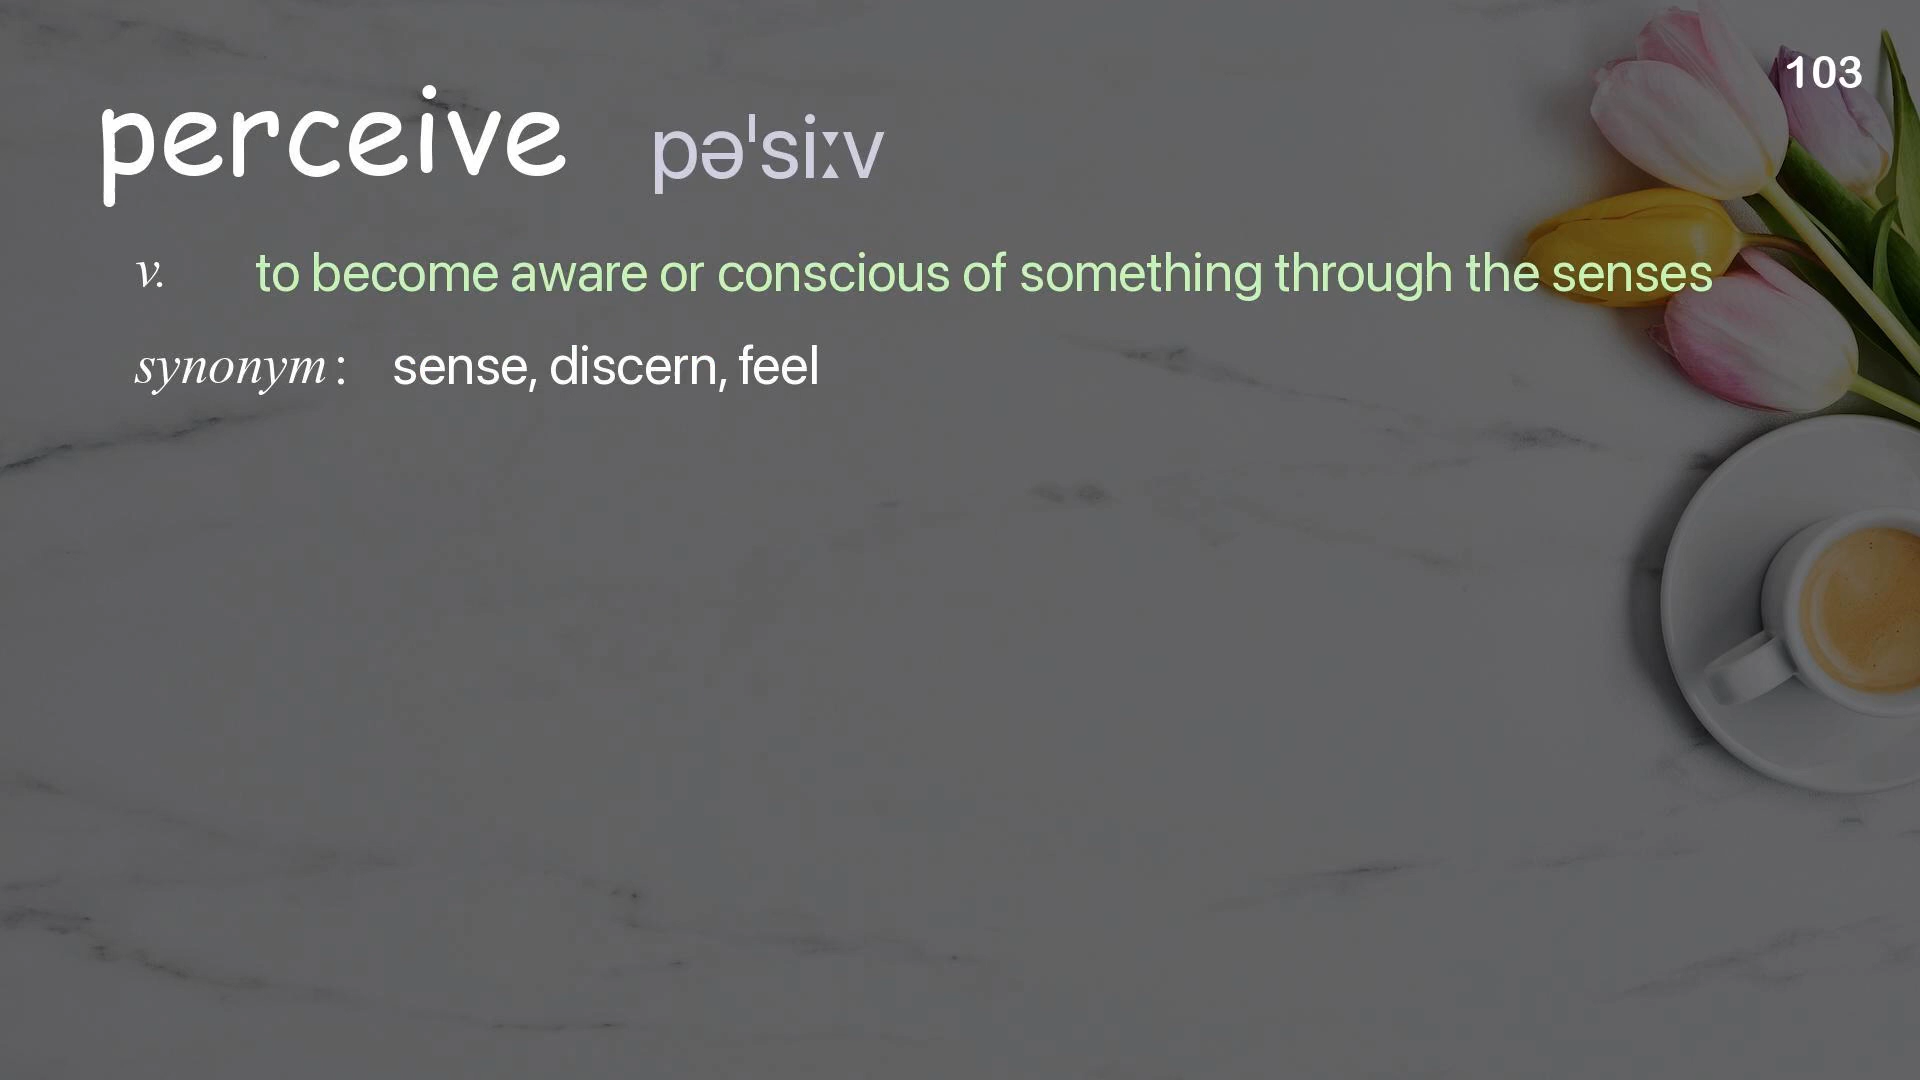 103
perceive pəˈsiːv
v. to become aware or conscious of something through the senses
synonym: sense, discern, feel